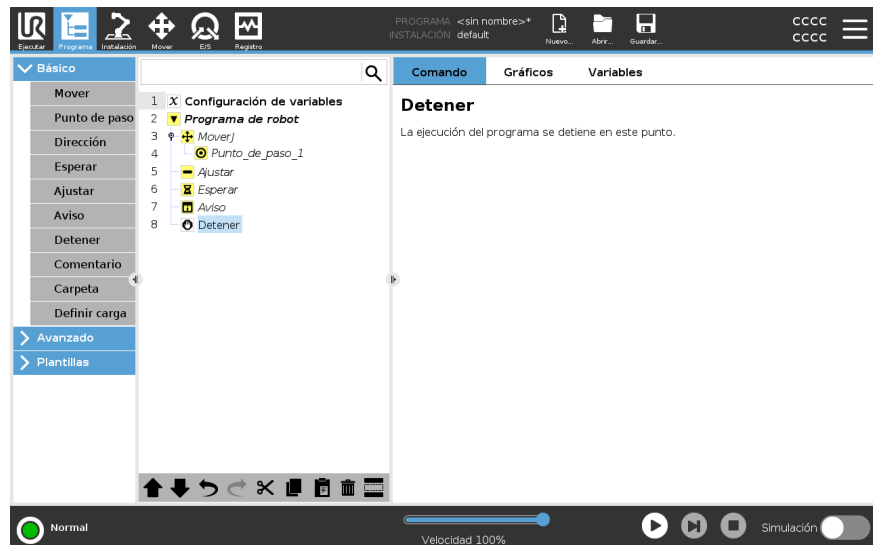 PROGRAMA <sin nombre>*
INSTALACIÓN default
Ejecutar Programa Instalación Mover E/S Registro Nuevo... Abrir... Guardar...
cccc
cccc
Básico
Mover
Punto de paso
Dirección
Esperar
Ajustar
Aviso
Detener
Comentario
Carpeta
Definir carga
Avanzado
Plantillas
1 X Configuración de variables
2 Programa de robot
3 MoverJ
4 Punto_de_paso_1
5 Ajustar
6 Esperar
7 Aviso
8 Detener
Comando Gráficos Variables
Detener
La ejecución del programa se detiene en este punto.
Normal
Velocidad 100%
Simulación